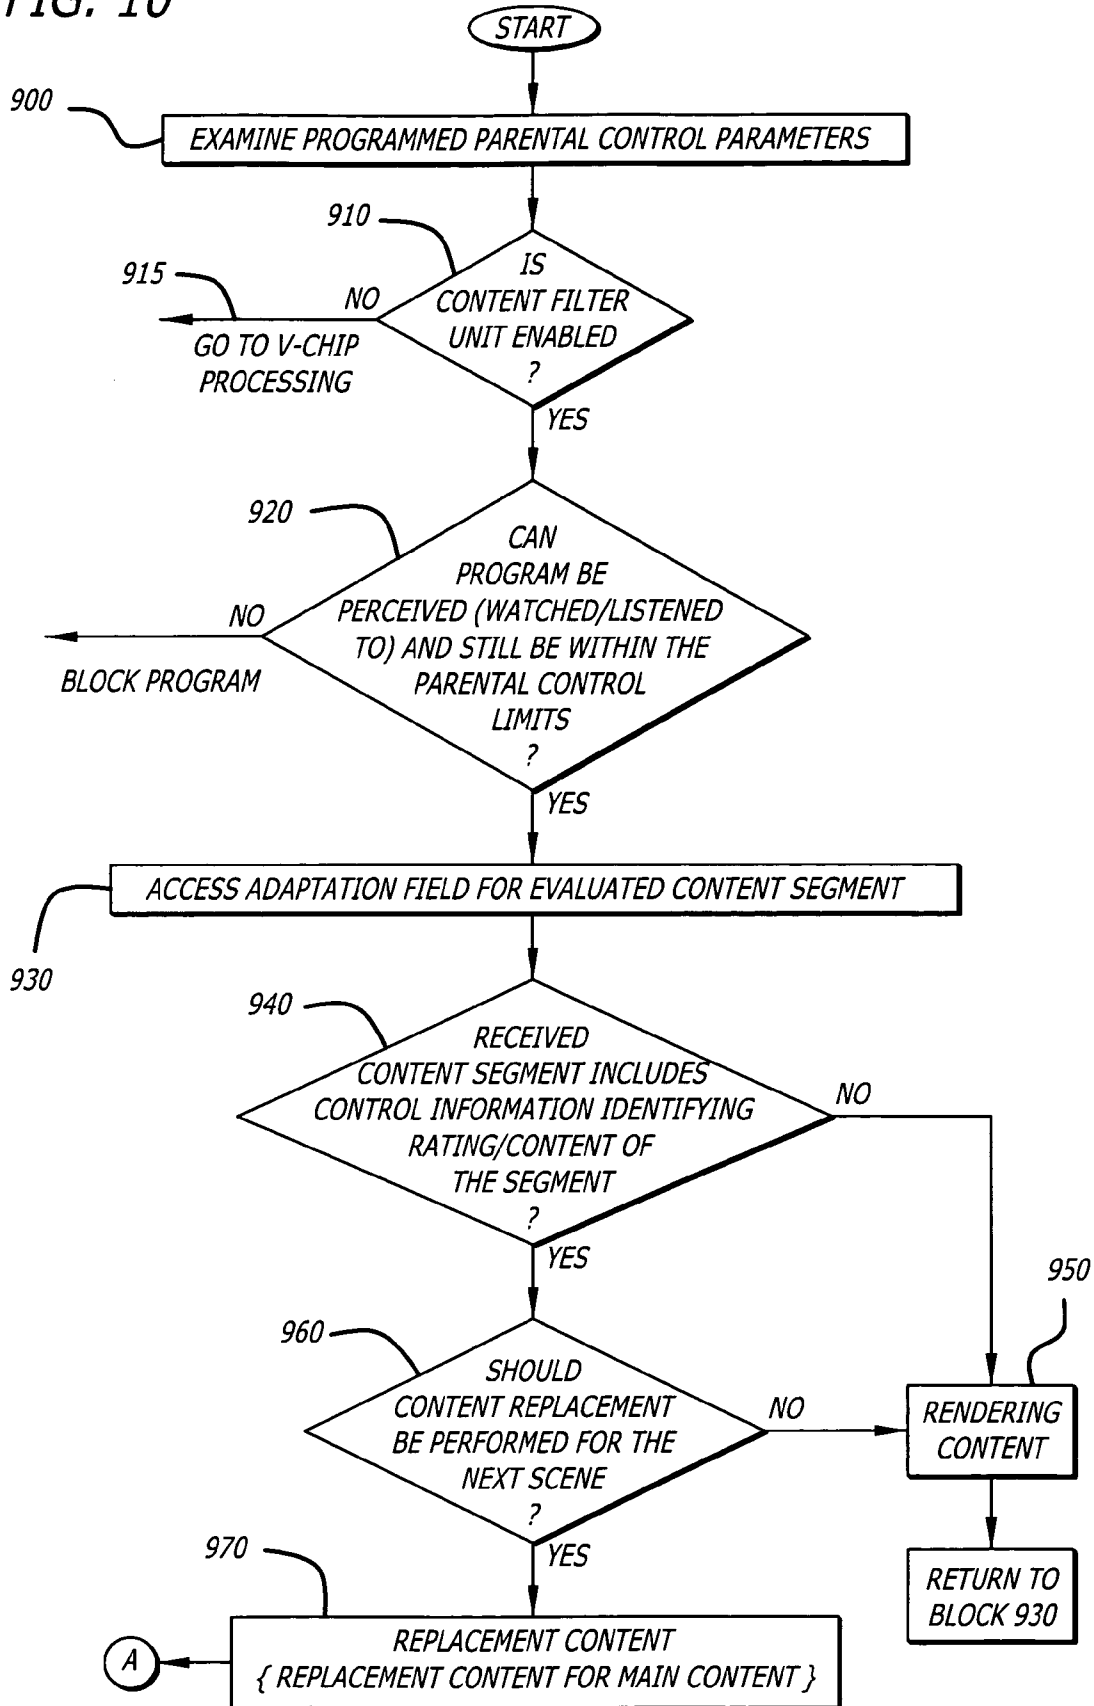 FIG. 10
START
900
EXAMINE PROGRAMMED PARENTAL CONTROL PARAMETERS
910
IS
CONTENT FILTER
UNIT ENABLED
?
915
NO
GO TO V-CHIP
PROCESSING
YES
920
CAN
PROGRAM BE
PERCEIVED (WATCHED/LISTENED
TO) AND STILL BE WITHIN THE
PARENTAL CONTROL
LIMITS
?
NO
BLOCK PROGRAM
YES
ACCESS ADAPTATION FIELD FOR EVALUATED CONTENT SEGMENT
930
940
RECEIVED
CONTENT SEGMENT INCLUDES
CONTROL INFORMATION IDENTIFYING
RATING/CONTENT OF
THE SEGMENT
?
NO
YES
950
960
SHOULD
CONTENT REPLACEMENT
BE PERFORMED FOR THE
NEXT SCENE
?
NO
RENDERING
CONTENT
YES
970
RETURN TO
BLOCK 930
REPLACEMENT CONTENT
{ REPLACEMENT CONTENT FOR MAIN CONTENT }
A